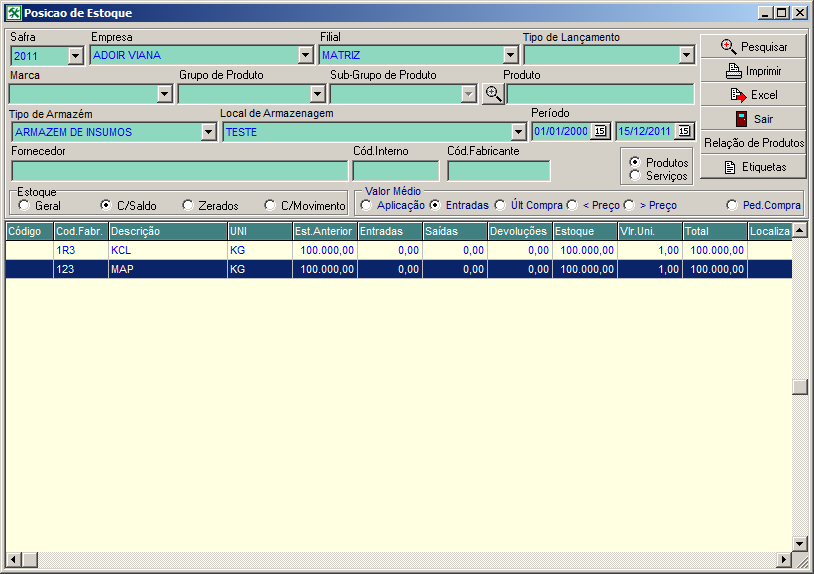 Posicao de Estoque
Safra Empresa Filial Tipo de Lançamento
2011 ADOIR VIANA MATRIZ
Marca Grupo de Produto Sub-Grupo de Produto Produto
Tipo de Armazém Local de Armazenagem Período
ARMAZEM DE INSUMOS TESTE 01/01/2000 15 15/12/2011 15
Fornecedor Cód.Interno Cód.Fabricante
Produtos
Serviços
Estoque
Geral C/Saldo Zerados C/Movimento
Valor Médio
Aplicação Entradas Últ Compra < Preço > Preço Ped.Compra
Pesquisar
Imprimir
Excel
Sair
Relação de Produtos
Etiquetas
Código Cod.Fabr. Descrição UNI Est.Anterior Entradas Saídas Devoluções Estoque Vlr.Uni. Total Localiza
1R3 KCL KG 100.000,00 0,00 0,00 0,00 100.000,00 1,00 100.000,00
123 MAP KG 100.000,00 0,00 0,00 0,00 100.000,00 1,00 100.000,00